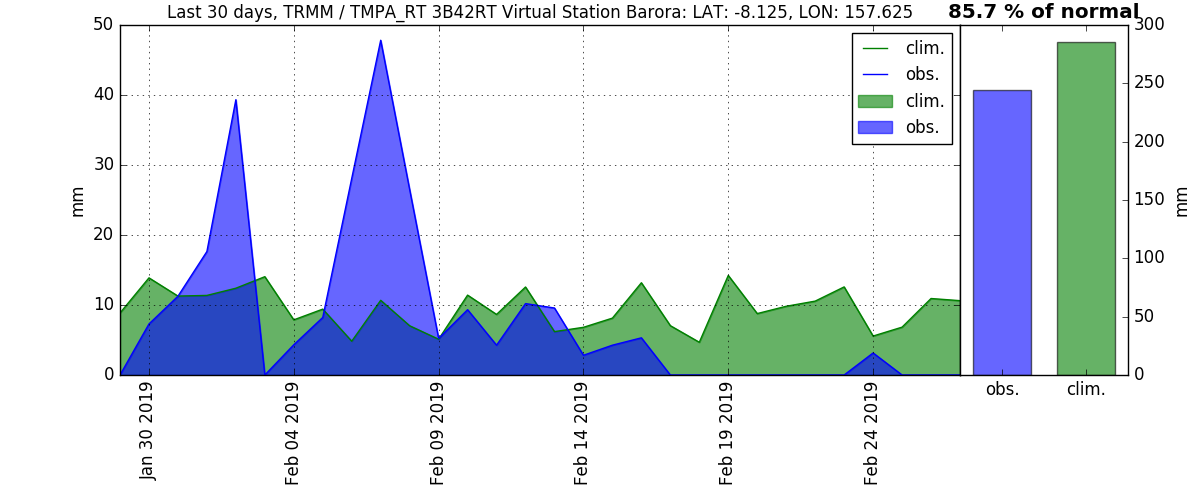 Last 30 days, TRMM / TMPA_RT 3B42RT Virtual Station Barora: LAT: -8.125, LON: 157.625
85.7 % of normal
50
40
30
20
10
0
mm
clim.
obs.
clim.
obs.
Jan 30 2019
Feb 04 2019
Feb 09 2019
Feb 14 2019
Feb 19 2019
Feb 24 2019
300
250
200
150
100
50
0
mm
obs.
clim.